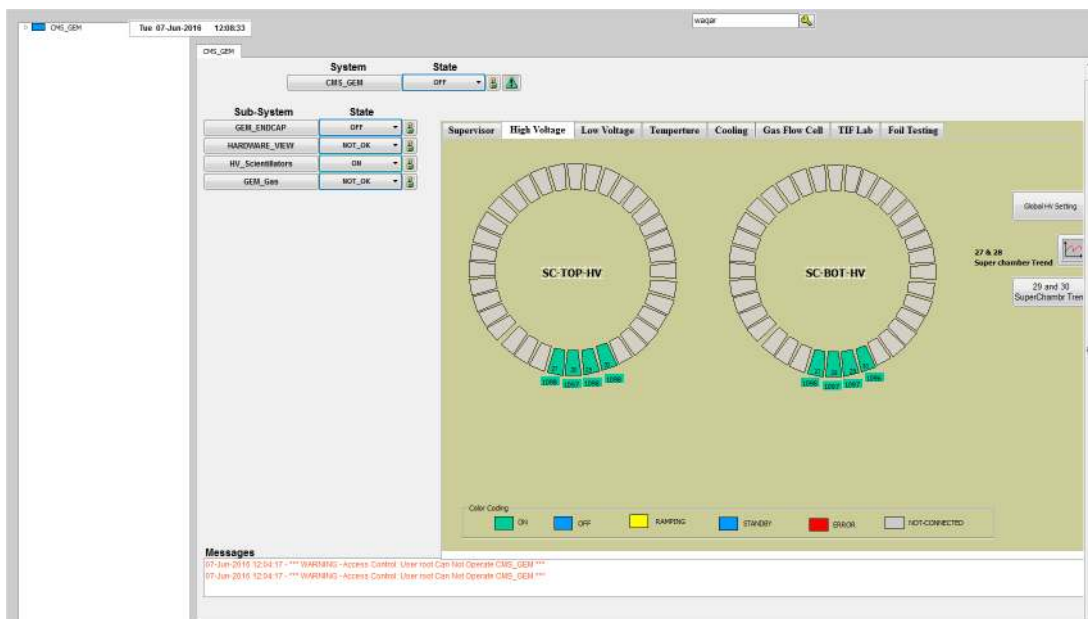 CMS_GEM
Tue 07-Jun-2016 12:08:33
waqar
CMS_GEM
System State
CMS_GEM OFF
Sub-System State
GEM_ENDCAP OFF
HARDWARE_VIEW NOT_OK
HV_Scientillators ON
GEM_Gas NOT_OK
Supervisor High Voltage Low Voltage Temperture Cooling Gas Flow Cell TIF Lab Foil Testing
SC-TOP-HV
SC-BOT-HV
Global HV Setting
27 & 28
Super chamber Trend
29 and 30
SuperChambr Tren
27 28 29 30
Color Coding
ON OFF RAMPING STANDBY ERROR NOT-CONNECTED
Messages
07-Jun-2016 12:04:17 - *** WARNING - Access Control: User root Can Not Operate CMS_GEM ***
07-Jun-2016 12:04:17 - *** WARNING - Access Control: User root Can Not Operate CMS_GEM ***